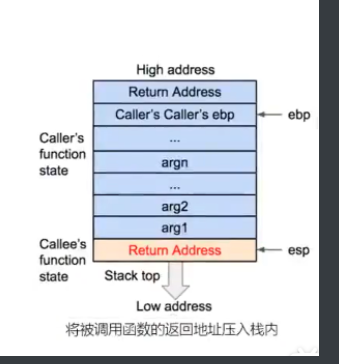 High address
Return Address
Caller's Caller's ebp
ebp
...
Caller's
function
state
argn
...
arg2
arg1
Callee's
function
state
Return Address
esp
Stack top
Low address
将被调用函数的返回地址压入栈内